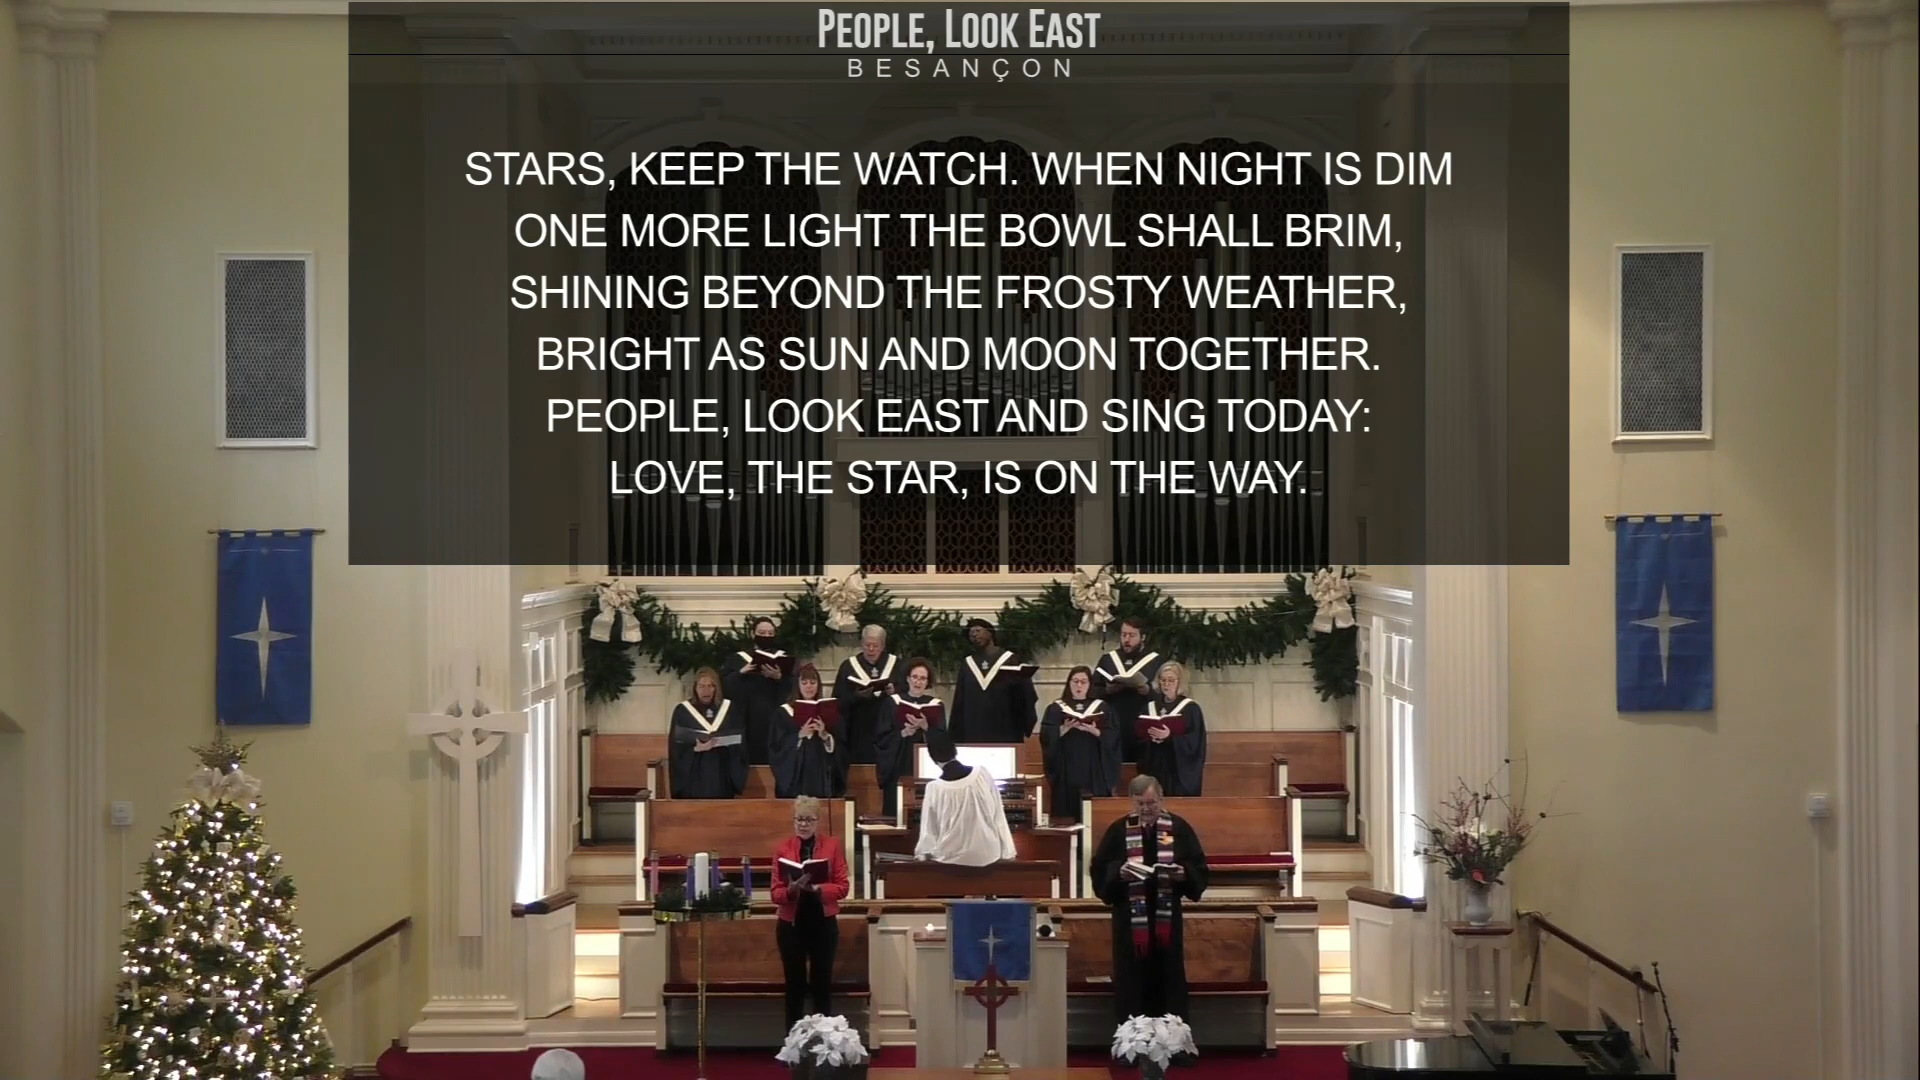 People, Look East
BESANÇON
STARS, KEEP THE WATCH. WHEN NIGHT IS DIM
ONE MORE LIGHT THE BOWL SHALL BRIM,
SHINING BEYOND THE FROSTY WEATHER,
BRIGHT AS SUN AND MOON TOGETHER.
PEOPLE, LOOK EAST AND SING TODAY:
LOVE, THE STAR, IS ON THE WAY.